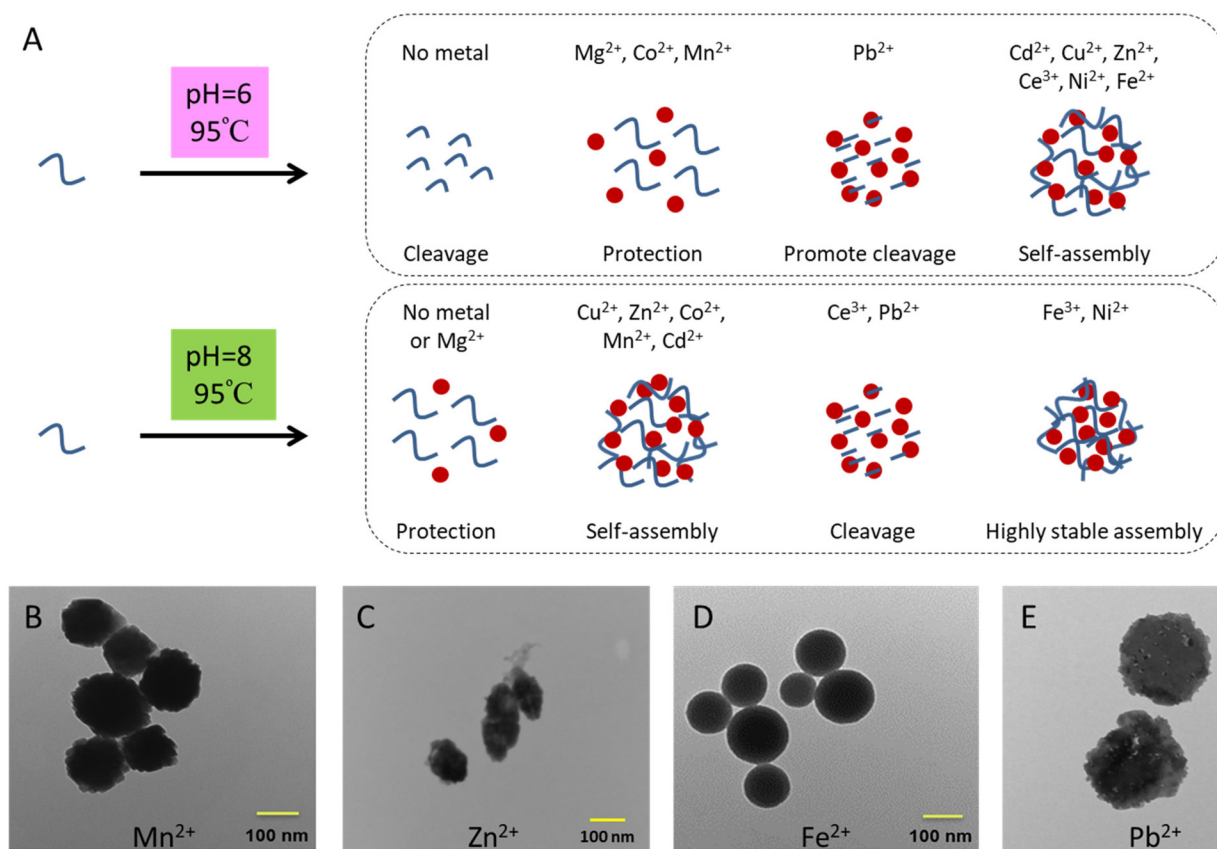 A
pH=6
95℃
No metal
Mg²⁺, Co²⁺, Mn²⁺
Pb²⁺
Cd²⁺, Cu²⁺, Zn²⁺,
Ce³⁺, Ni²⁺, Fe²⁺
Cleavage
Protection
Promote cleavage
Self-assembly
pH=8
95℃
No metal
or Mg²⁺
Cu²⁺, Zn²⁺, Co²⁺,
Mn²⁺, Cd²⁺
Ce³⁺, Pb²⁺
Fe³⁺, Ni²⁺
Protection
Self-assembly
Cleavage
Highly stable assembly
B
Mn²⁺
100 nm
C
Zn²⁺
100 nm
D
Fe²⁺
100 nm
E
Pb²⁺